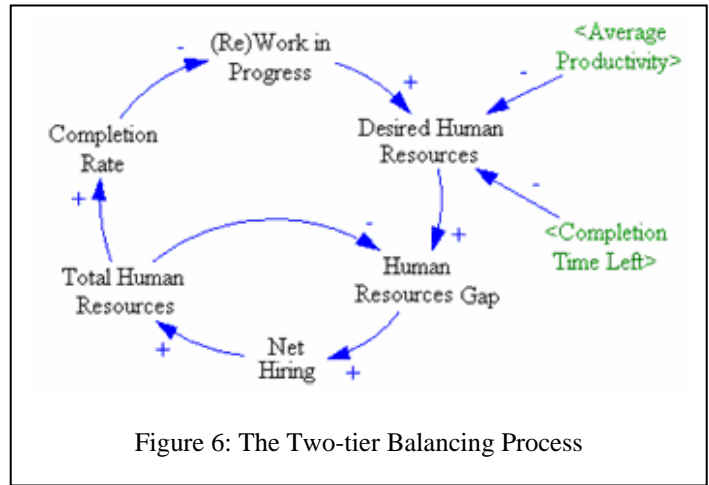 (Re)Work in
Progress
<Average
Productivity>
-
+
-
Desired Human
Resources
Completion
Rate
-
+
-
+
<Completion
Time Left>
Total Human
Resources
Human
Resources Gap
+
Net
Hiring
+
Figure 6: The Two-tier Balancing Process